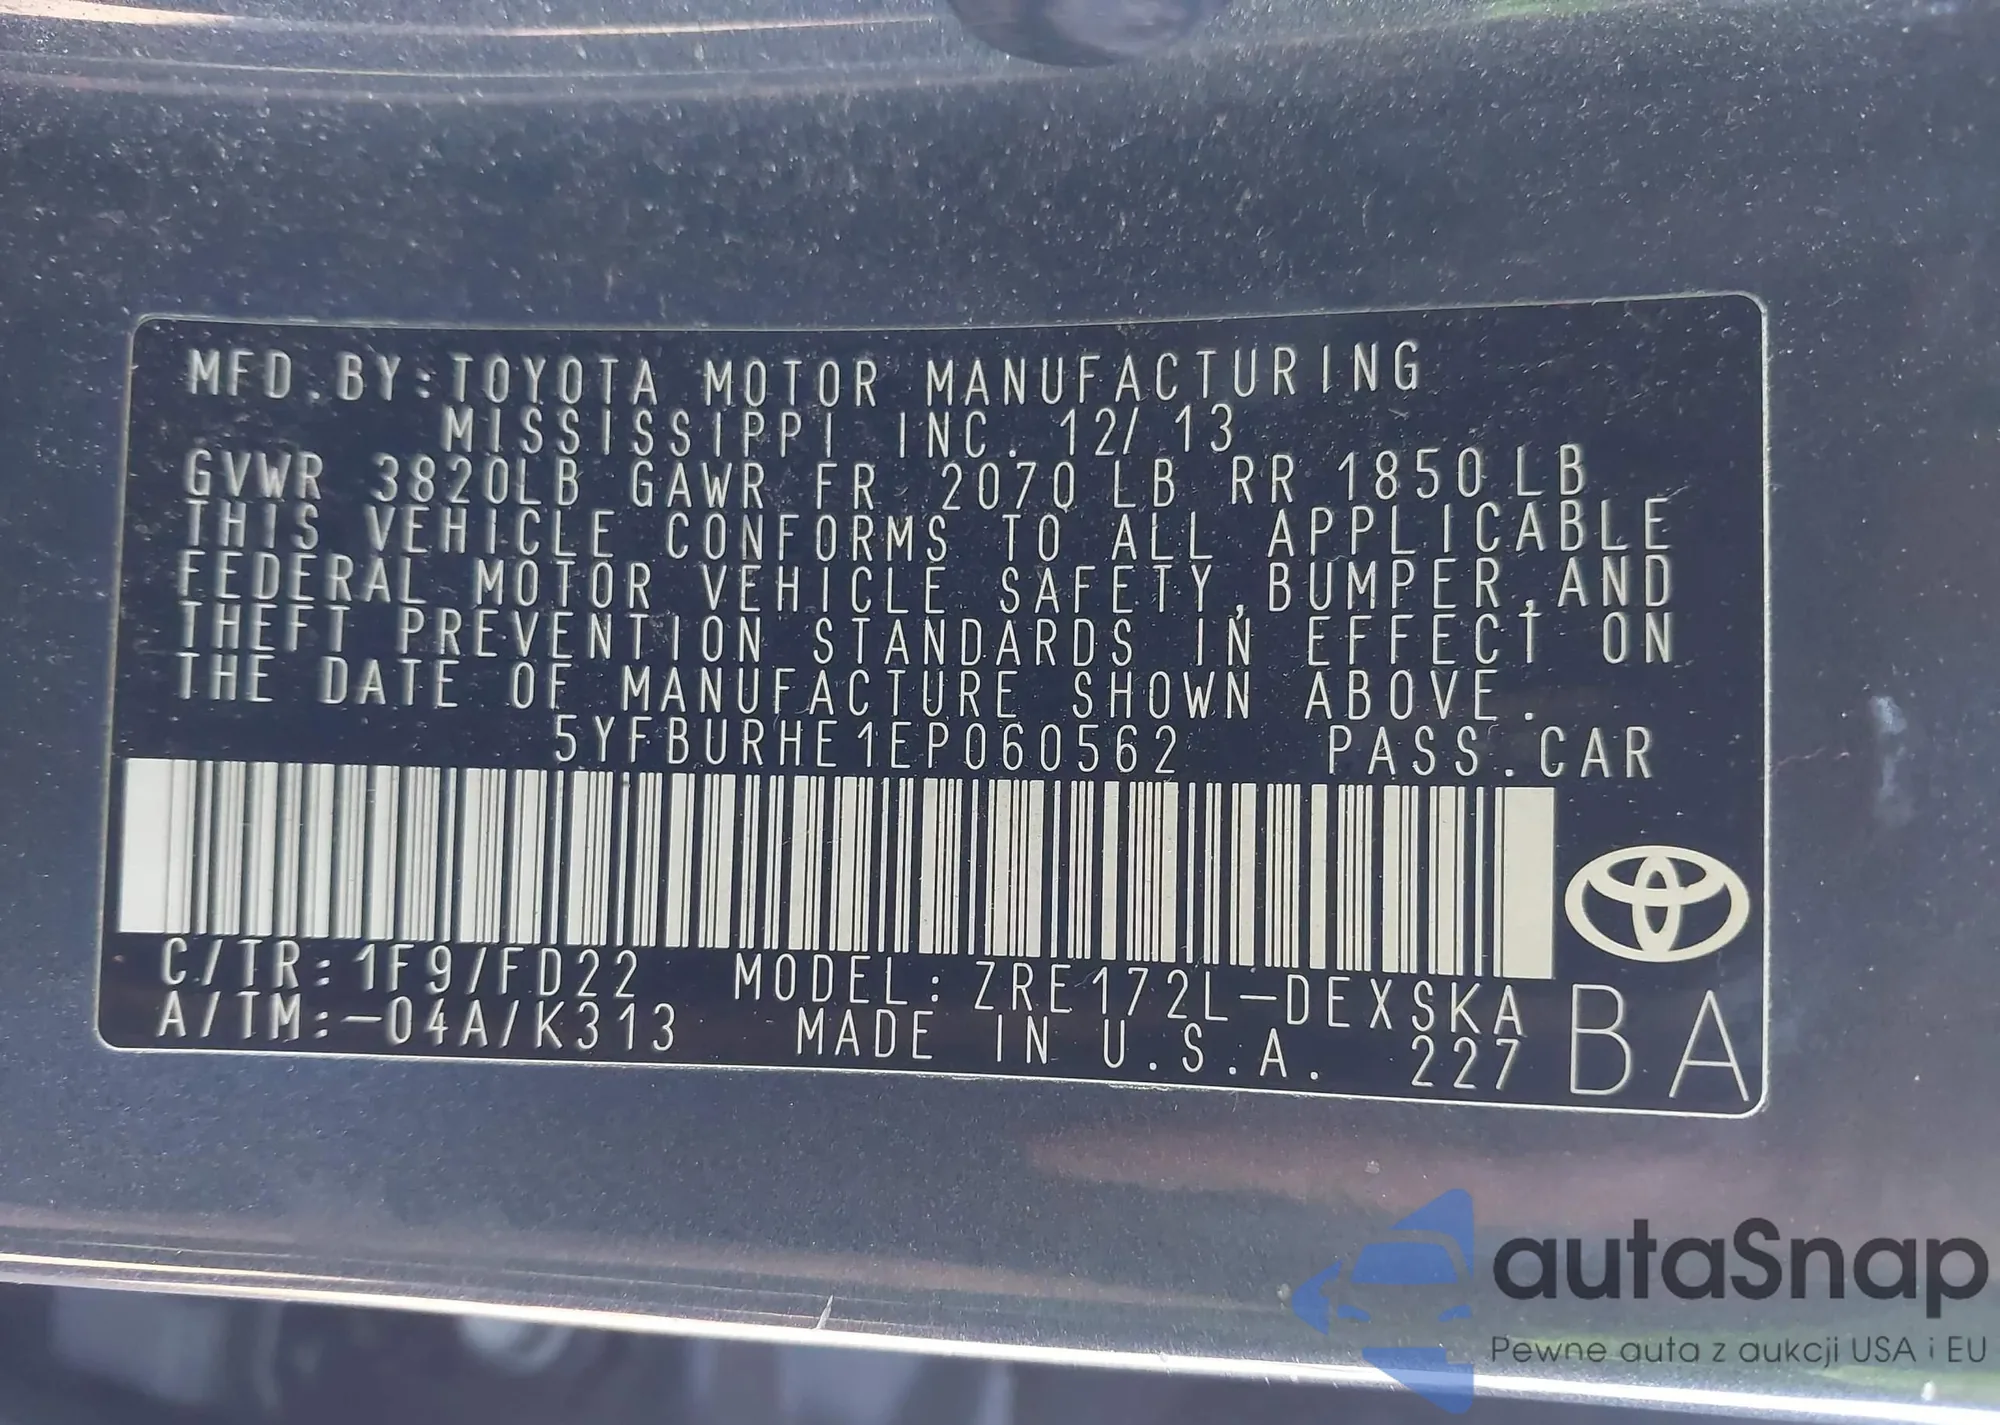 MFD.BY:TOYOTA MOTOR MANUFACTURING
MISSISSIPPI INC. 12/13
GVWR 3820LB GAWR FR 2070 LB RR 1850LB
THIS VEHICLE CONFORMS TO ALL APPLICABLE
FEDERAL MOTOR VEHICLE SAFETY,BUMPER,AND
THEFT PREVENTION STANDARDS IN EFFECT ON
THE DATE OF MANUFACTURE SHOWN ABOVE.
5YFBURHE1EP060562 PASS.CAR
C/TR:1F9/FD22 MODEL:ZRE172L-DEXSKA
A/TM:-04A/K313 MADE IN U.S.A. 227
BA
autaSnap
Pewne auta z aukcji USA i EU